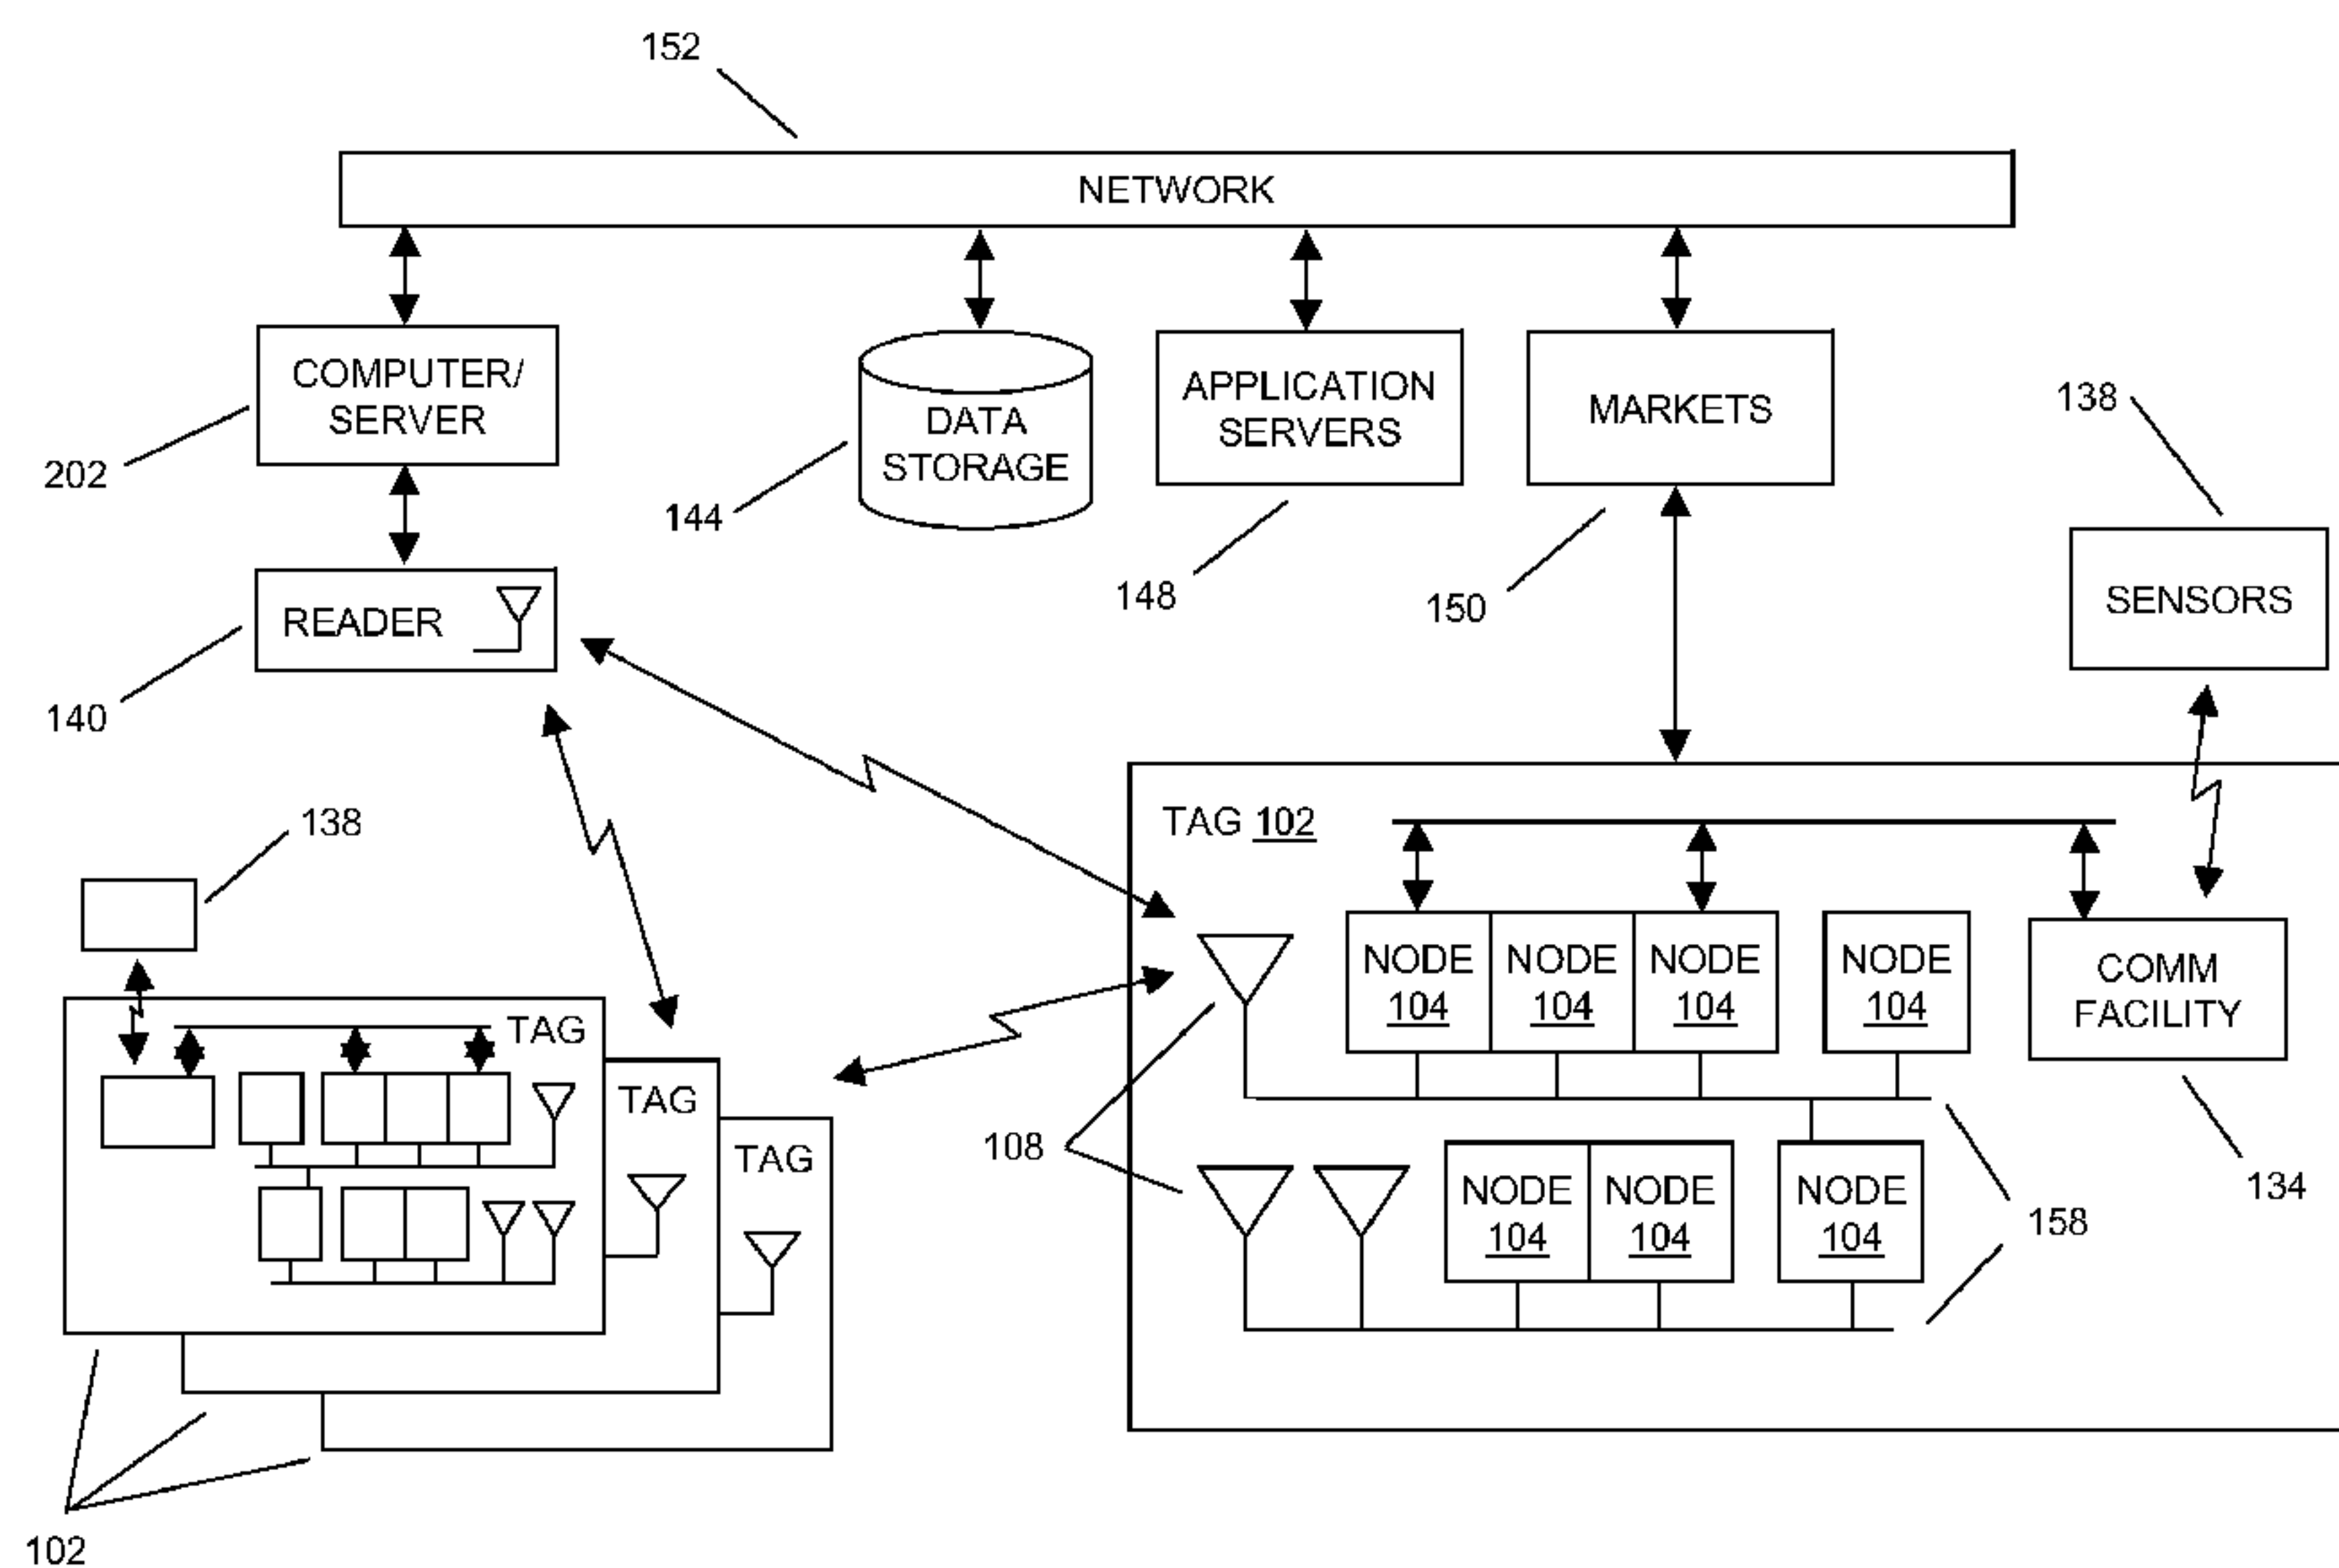 152
NETWORK
COMPUTER/
SERVER
202
DATA
STORAGE
144
APPLICATION
SERVERS
148
MARKETS
150
138
SENSORS
READER
140
138
TAG
TAG
TAG
102
TAG 102
NODE NODE NODE NODE
104 104 104 104
COMM
FACILITY
108
134
NODE NODE NODE
104 104 104
158